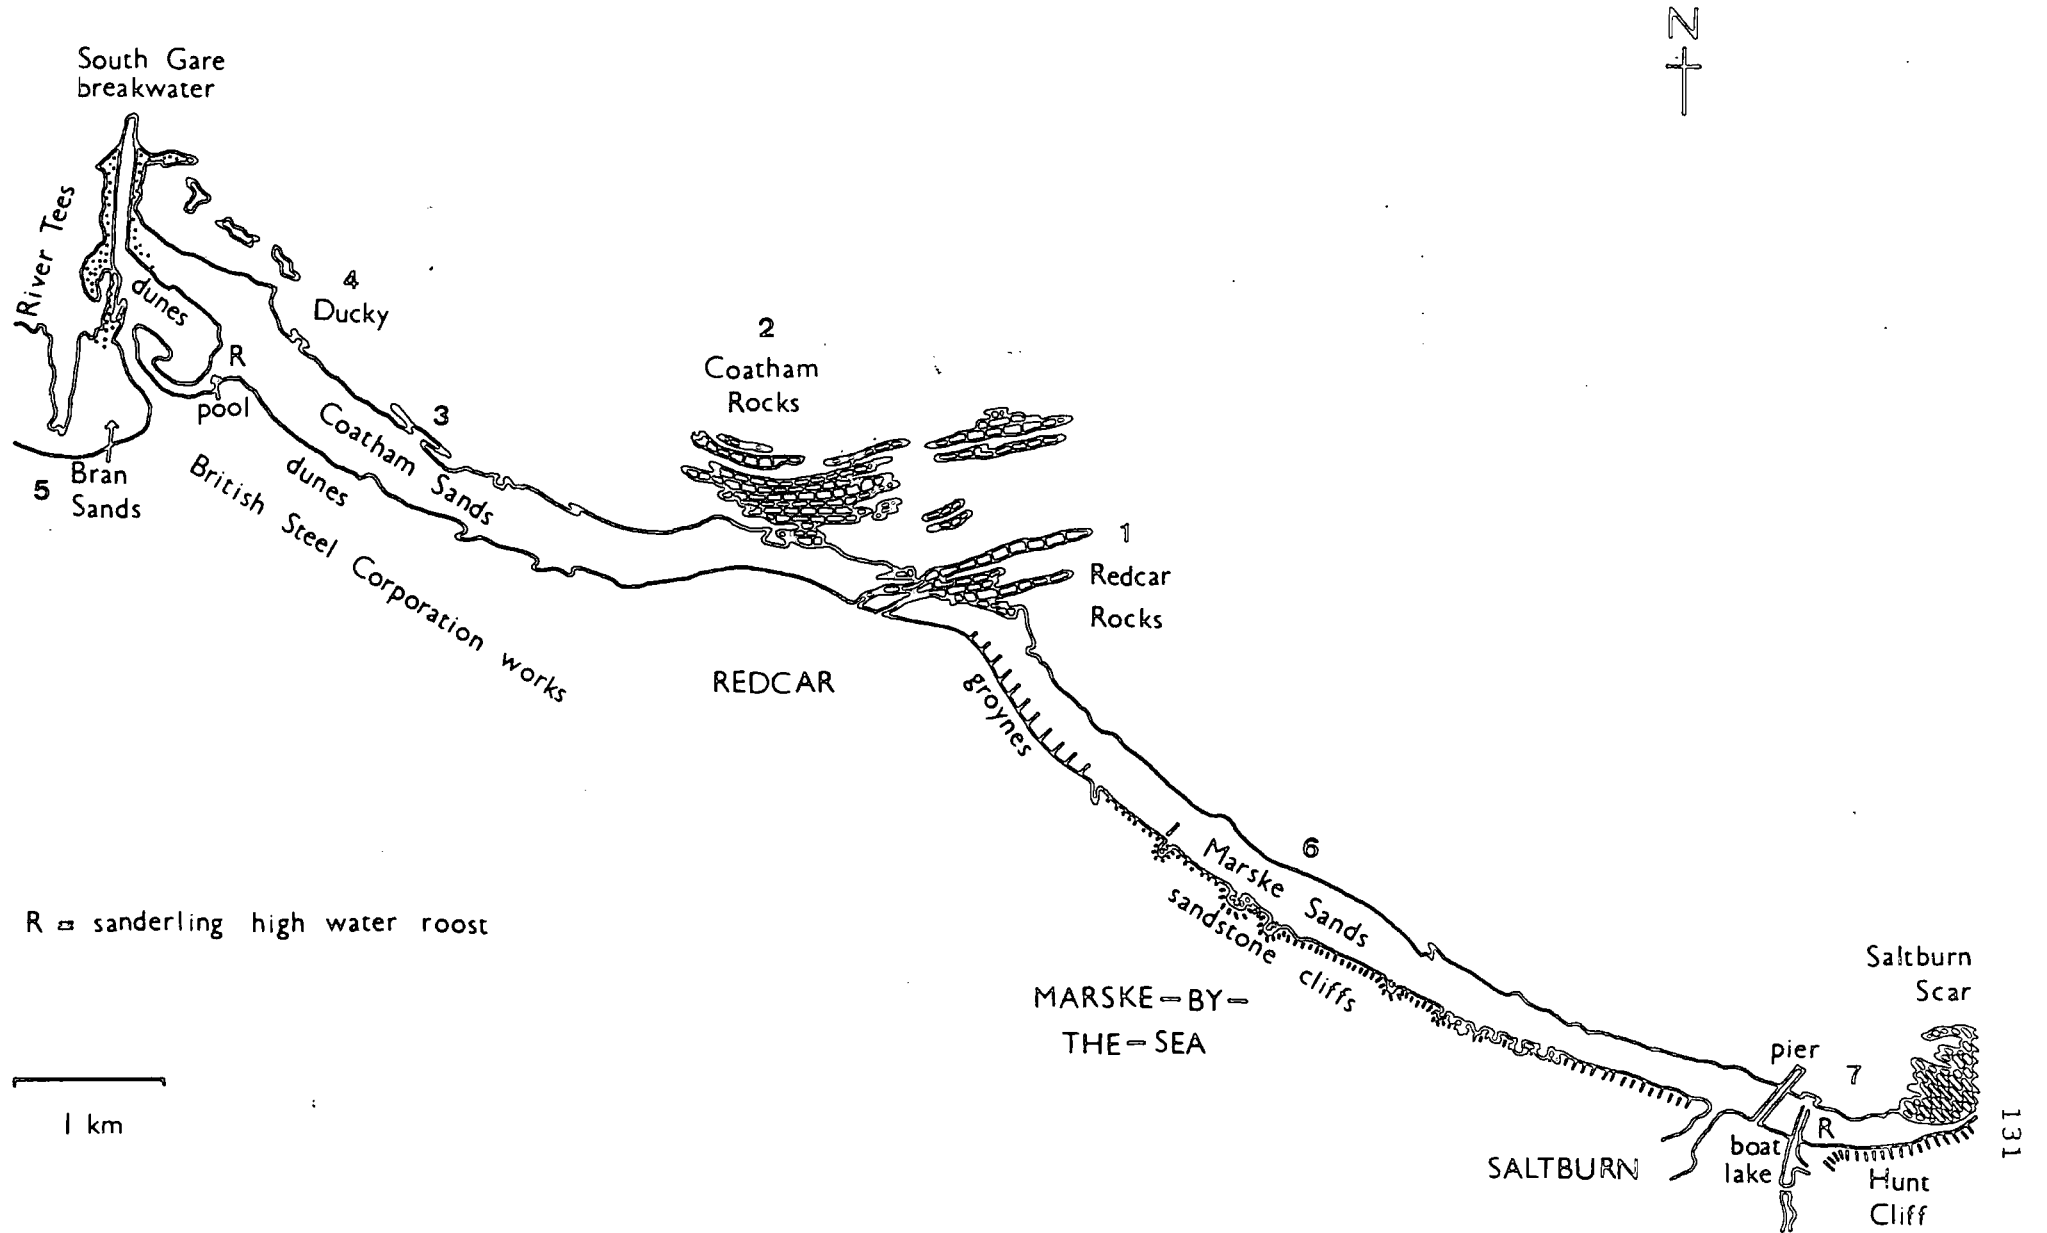 N
South Gare
breakwater
River Tees
dunes
4
Ducky
R
pool
2
Coatham
Rocks
3
Coatham Sands
dunes
5
Bran
Sands
British Steel Corporation works
1
Redcar
Rocks
REDCAR
groynes
6
Marske Sands
sandstone cliffs
R = sanderling high water roost
MARSKE-BY-
THE-SEA
Saltburn
Scar
pier
7
1 km
R
boat
lake
SALTBURN
Hunt
Cliff
131